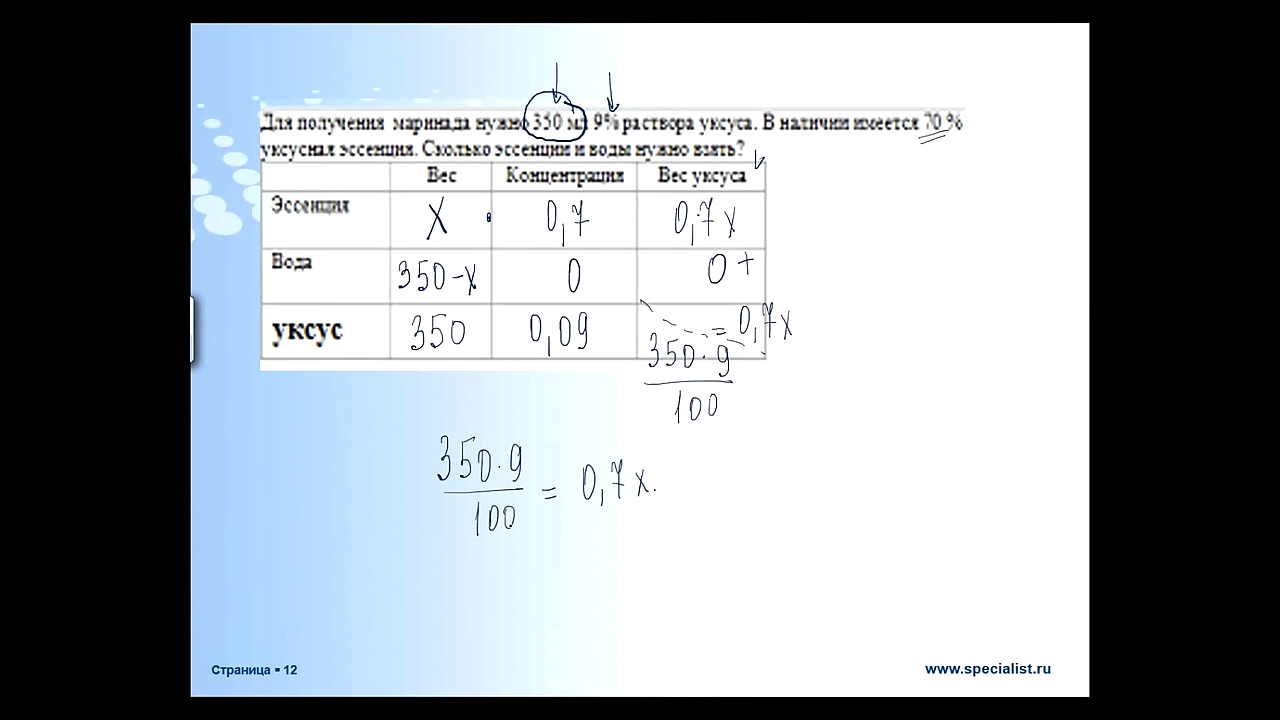 Для получения маринада нужно 350 мл 9% раствора уксуса. В наличии имеется 70 %
уксусная эссенция. Сколько эссенции и воды нужно взять?
Вес Концентрация Вес уксуса
Эссенция x 0,7 0,7x
Вода 350-x 0 0 +
уксус 350 0,09 350·9/100 = 0,7x
350·9/100 = 0,7x.
Страница ▪ 12
www.specialist.ru